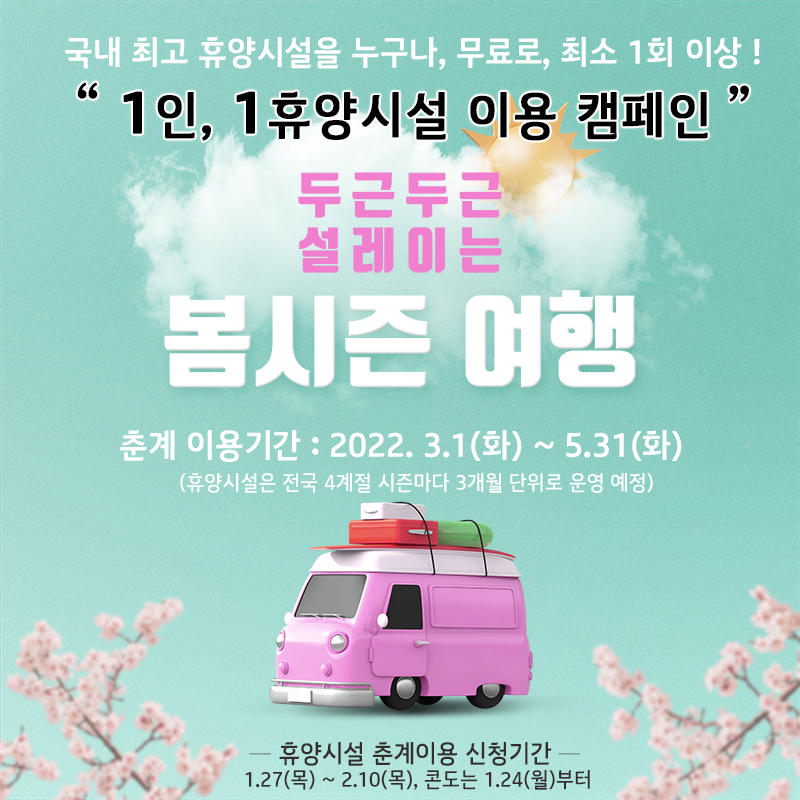 국내 최고 휴양시설을 누구나, 무료로, 최소 1회 이상 !
“ 1인, 1휴양시설 이용 캠페인 ”
두근두근
설레이는
봄시즌 여행
춘계 이용기간 : 2022. 3.1(화) ~ 5.31(화)
(휴양시설은 전국 4계절 시즌마다 3개월 단위로 운영 예정)
— 휴양시설 춘계이용 신청기간 —
1.27(목) ~ 2.10(목), 콘도는 1.24(월)부터